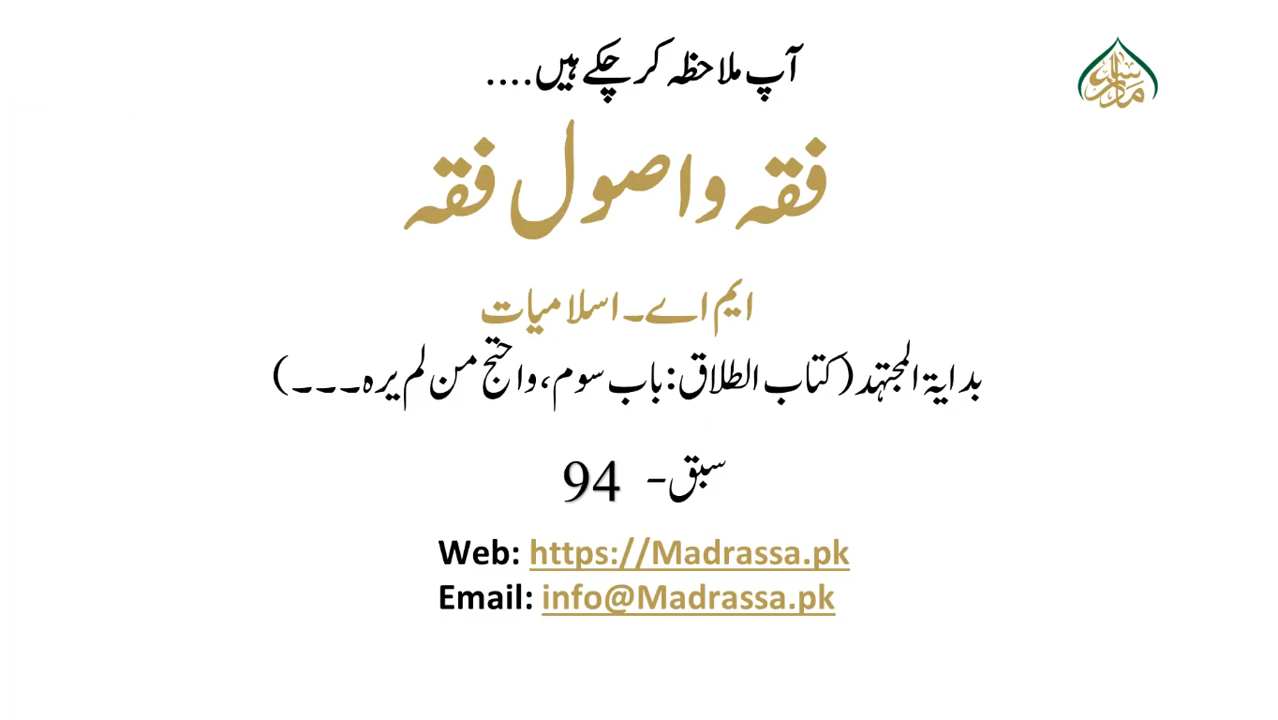 آپ ملاحظہ کر چکے ہیں....
فقہ و اصول فقہ
ایم اے۔ اسلامیات
بدایۃ المجتہد (کتاب الطلاق: باب سوم، واحتج من لم یرہ۔۔۔)
سبق - 94
Web: https://Madrassa.pk
Email: info@Madrassa.pk